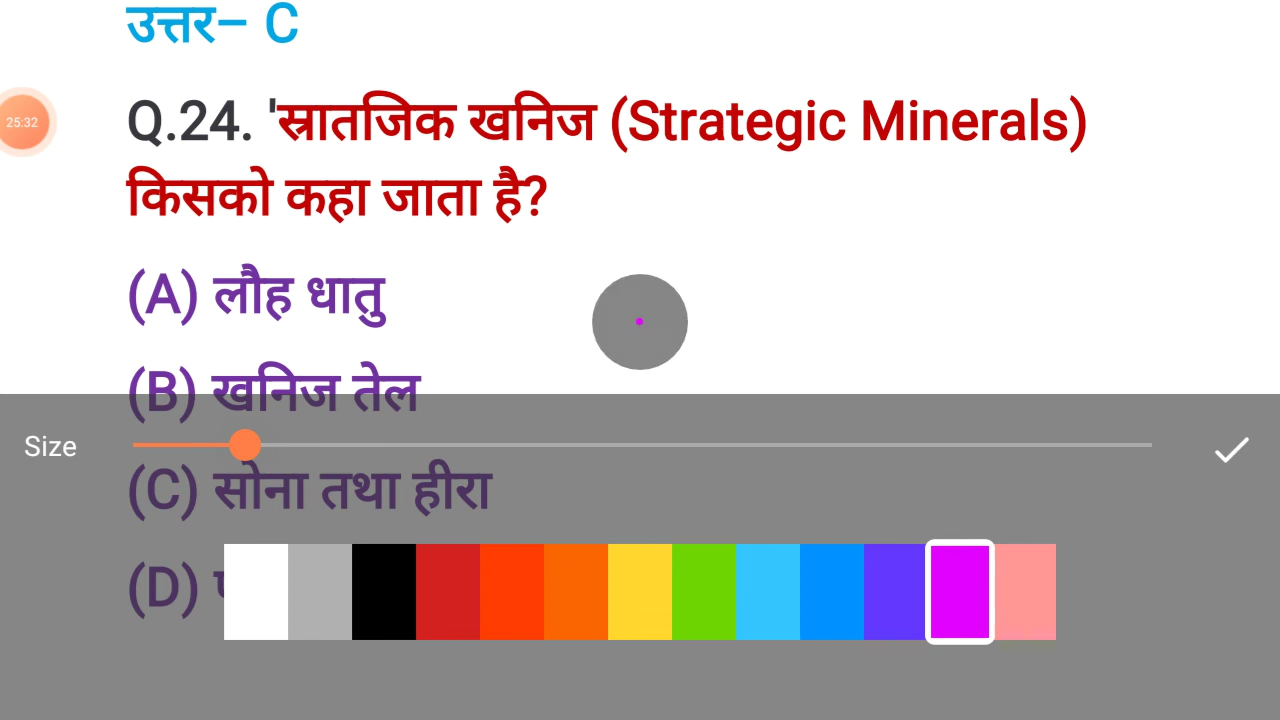 उत्तर– C
25:32
Q.24. 'स्रातजिक खनिज (Strategic Minerals)
किसको कहा जाता है?
(A) लौह धातु
(B) खनिज तेल
Size
(C) सोना तथा हीरा
(D)